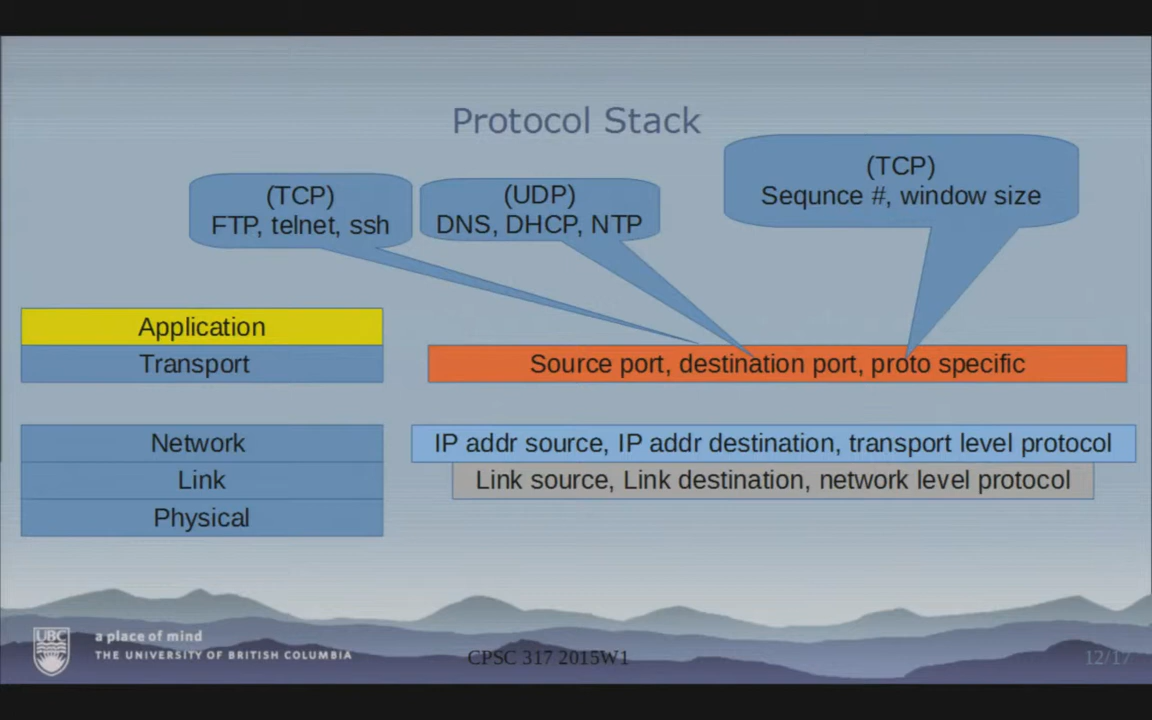 Protocol Stack
(TCP)
FTP, telnet, ssh
(UDP)
DNS, DHCP, NTP
(TCP)
Sequnce #, window size
Application
Transport
Source port, destination port, proto specific
Network
IP addr source, IP addr destination, transport level protocol
Link
Link source, Link destination, network level protocol
Physical
UBC
a place of mind
THE UNIVERSITY OF BRITISH COLUMBIA
CPSC 317 2015W1
12/17